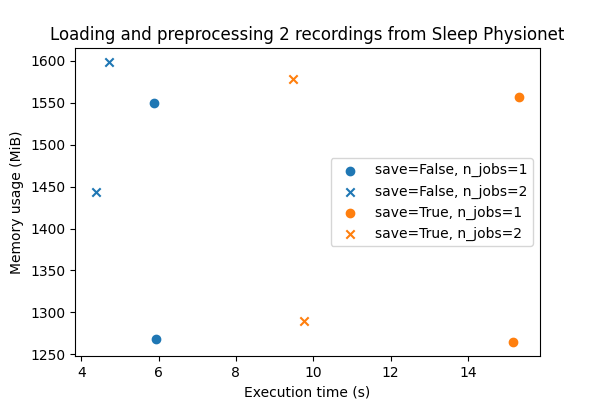 Loading and preprocessing 2 recordings from Sleep Physionet
1600
1550
1500
1450
1400
1350
1300
1250
Memory usage (MiB)
save=False, n_jobs=1
save=False, n_jobs=2
save=True, n_jobs=1
save=True, n_jobs=2
4 6 8 10 12 14
Execution time (s)